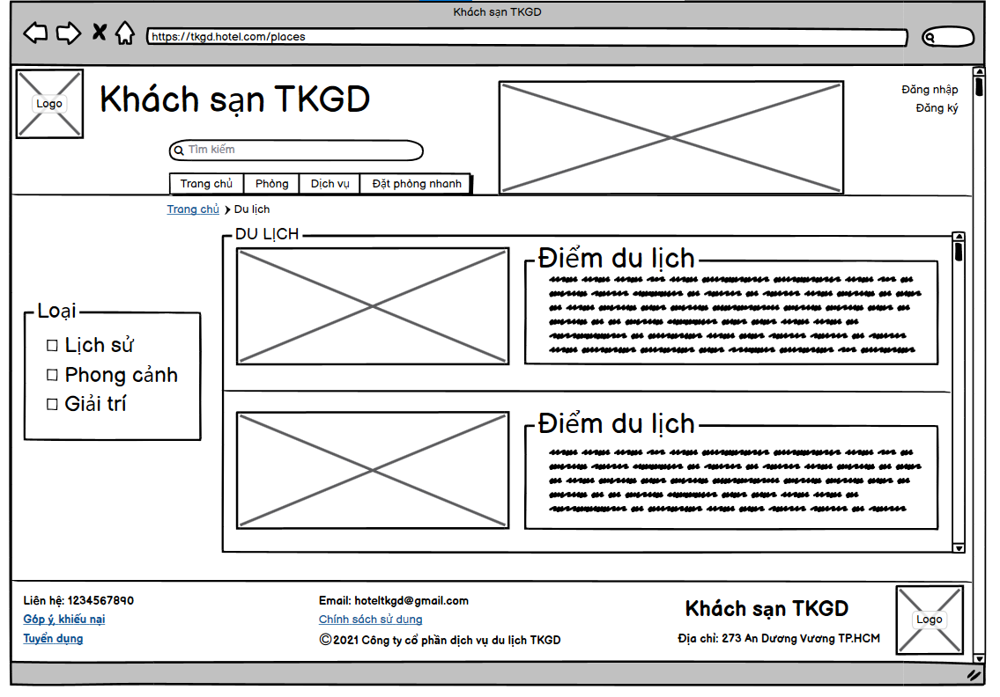 Khách sạn TKGD
https://tkgd.hotel.com/places
Logo
Khách sạn TKGD
Đăng nhập
Đăng ký
Tìm kiếm
Trang chủ Phòng Dịch vụ Đặt phòng nhanh
Trang chủ Du lịch
DU LỊCH
Điểm du lịch
Loại
Lịch sử
Phong cảnh
Giải trí
Điểm du lịch
Liên hệ: 1234567890
Góp ý, khiếu nại
Tuyển dụng
Email: hoteltkgd@gmail.com
Chính sách sử dụng
©2021 Công ty cổ phần dịch vụ du lịch TKGD
Khách sạn TKGD
Địa chỉ: 273 An Dương Vương TP.HCM
Logo